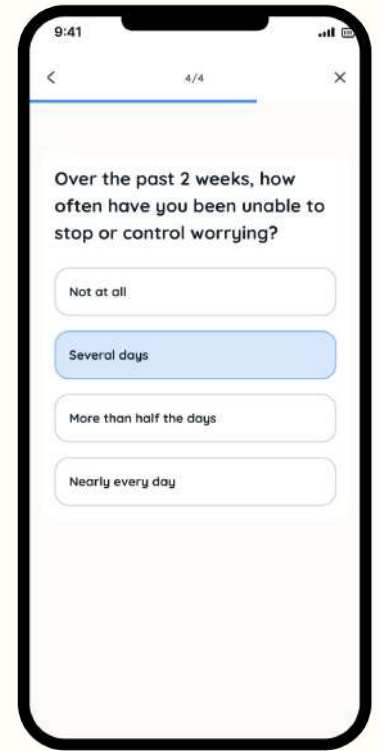 9:41
4/4
Over the past 2 weeks, how
often have you been unable to
stop or control worrying?
Not at all
Several days
More than half the days
Nearly every day